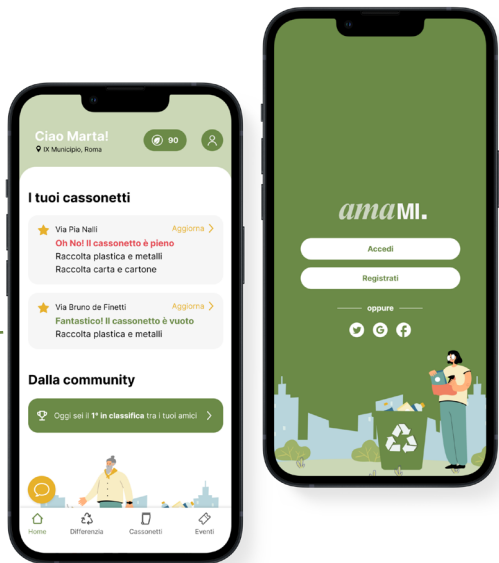 Ciao Marta!
IX Municipio, Roma
90
I tuoi cassonetti
Via Pia Nalli
Aggiorna
Oh No! Il cassonetto è pieno
Raccolta plastica e metalli
Raccolta carta e cartone
Via Bruno de Finetti
Aggiorna
Fantastico! Il cassonetto è vuoto
Raccolta plastica e metalli
Dalla community
Oggi sei il 1° in classifica tra i tuoi amici
Home
Differenzia
Cassonetti
Eventi
amaMI.
Accedi
Registrati
oppure